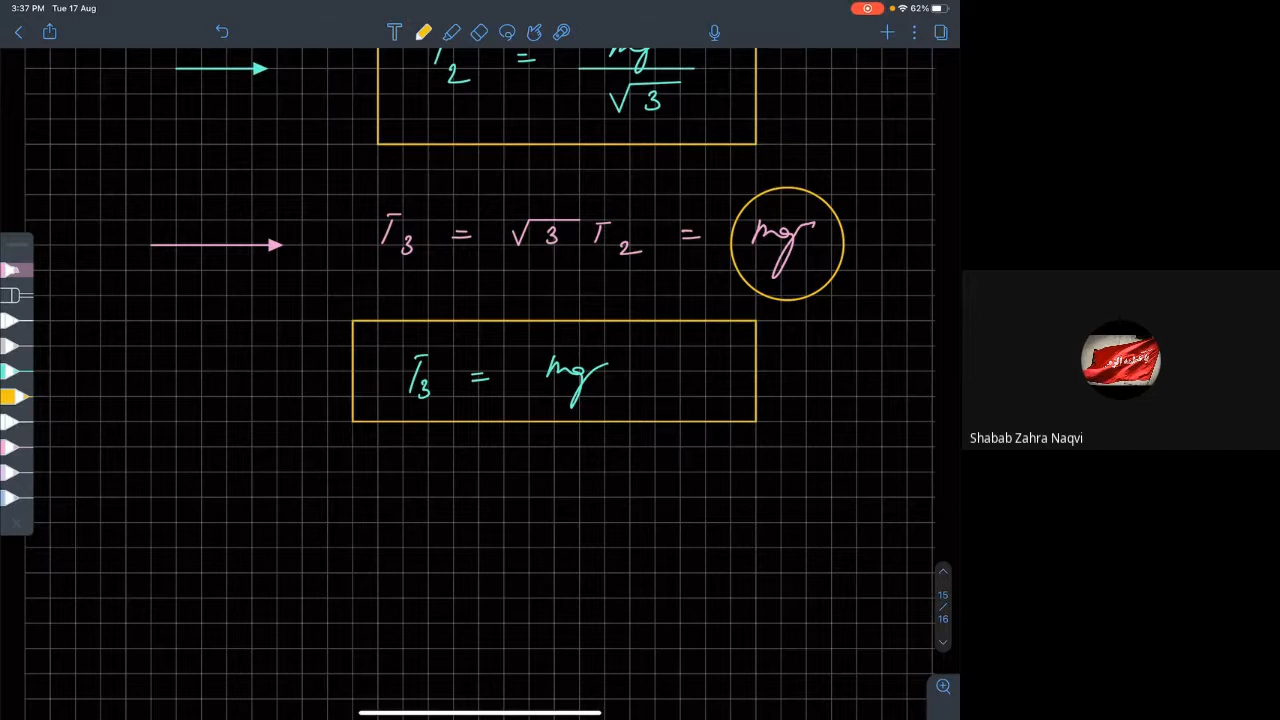 3:37 PM Tue 17 Aug
62%
T
T₂ = mg/√3
T₃ = √3 T₂ = mg
T₃ = mg
15
/
16
Shabab Zahra Naqvi